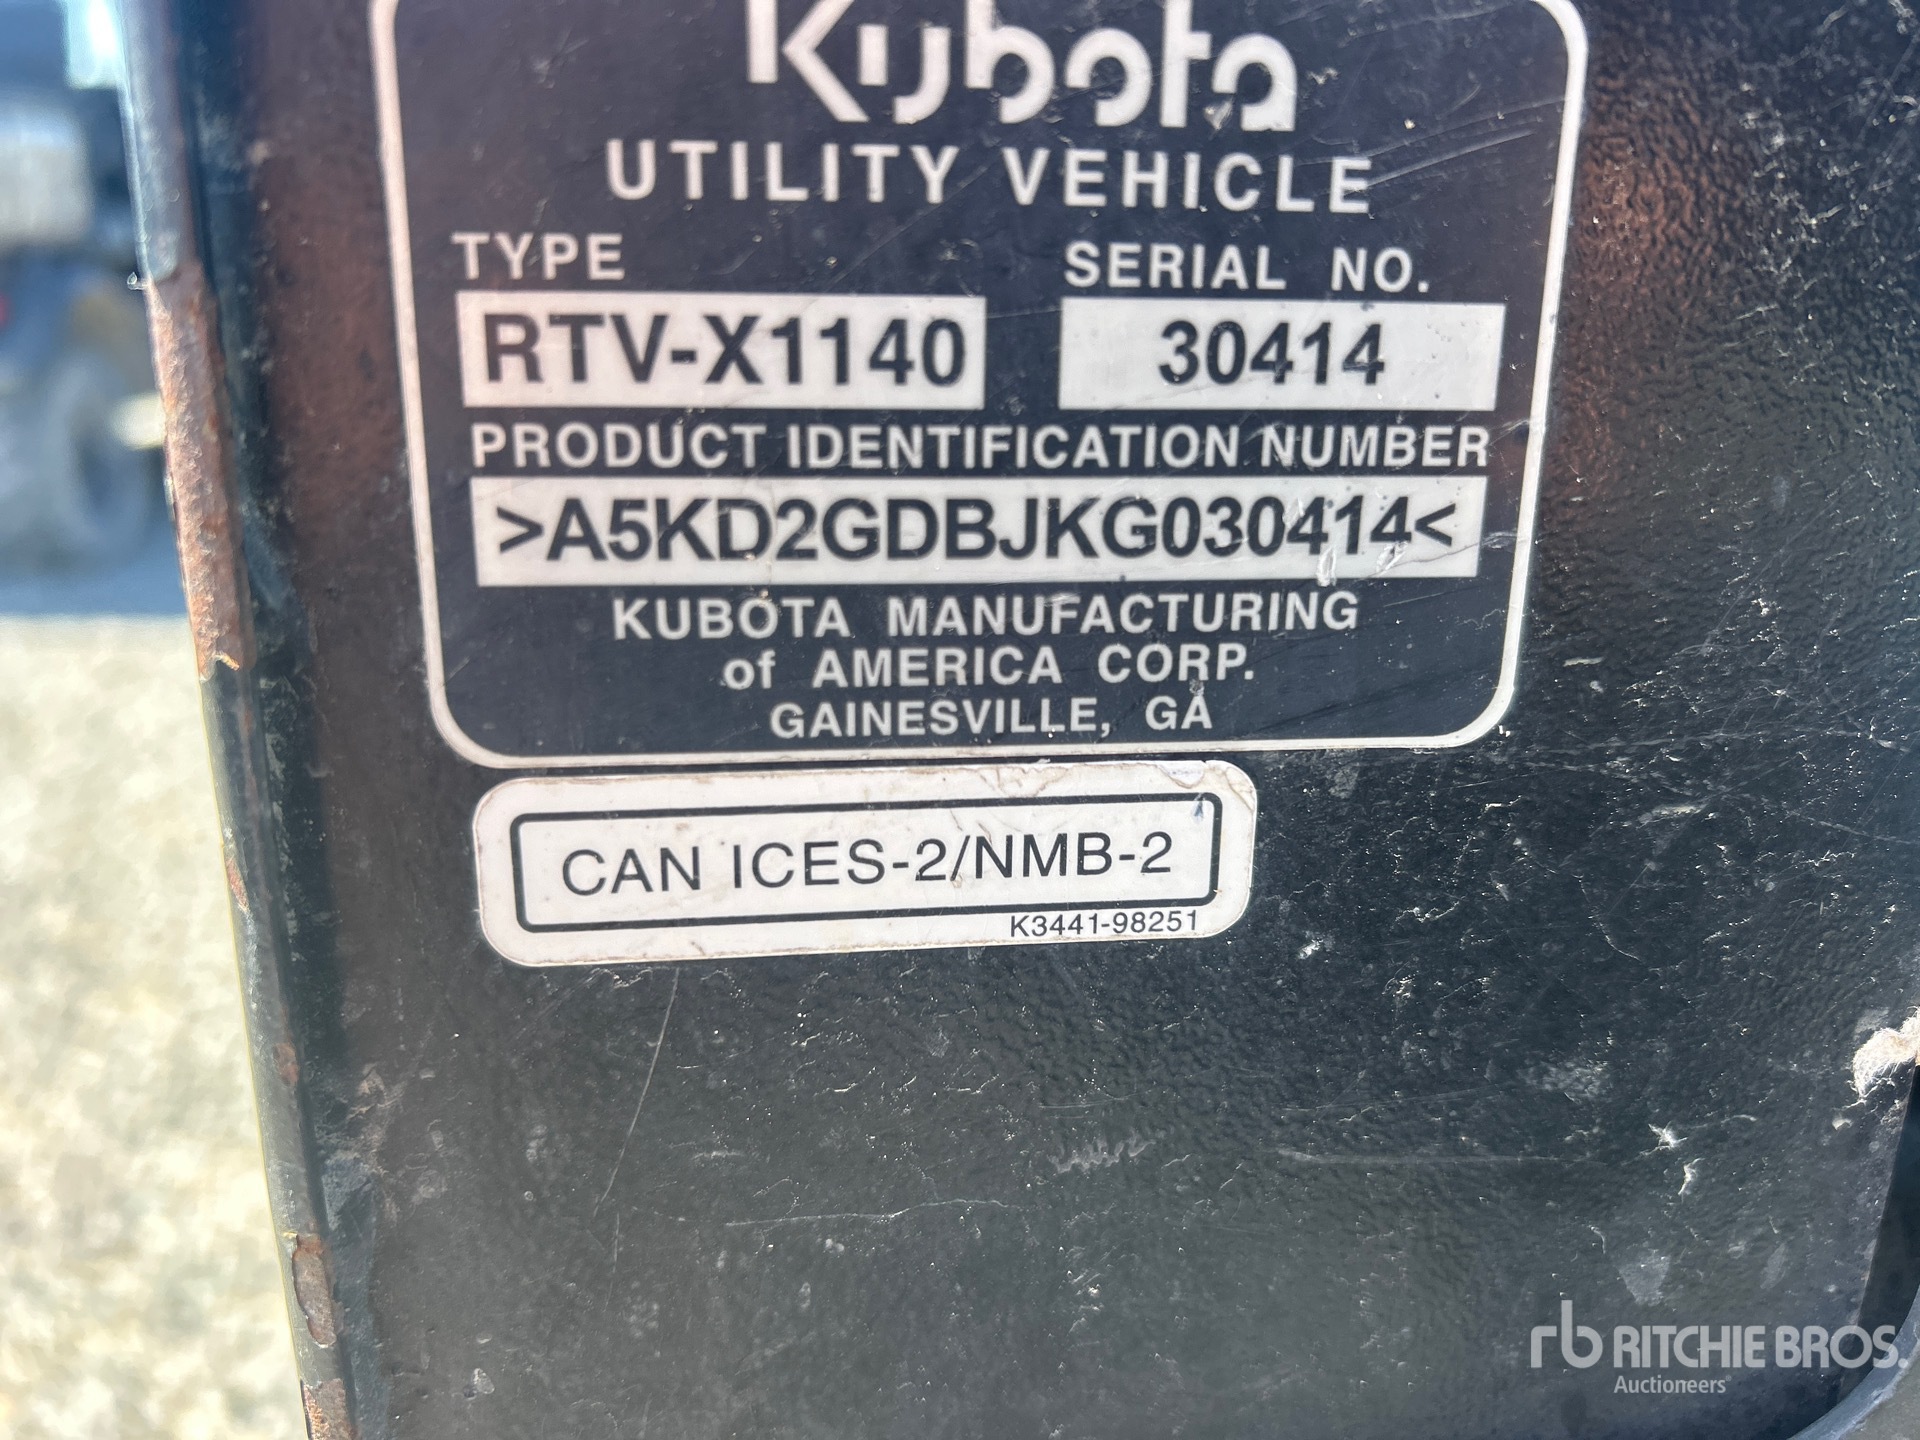 Kubota
UTILITY VEHICLE
TYPE SERIAL NO.
RTV-X1140 30414
PRODUCT IDENTIFICATION NUMBER
>A5KD2GDBJKG030414<
KUBOTA MANUFACTURING
of AMERICA CORP.
GAINESVILLE, GA
CAN ICES-2/NMB-2
K3441-98251
rb RITCHIE BROS.
Auctioneers